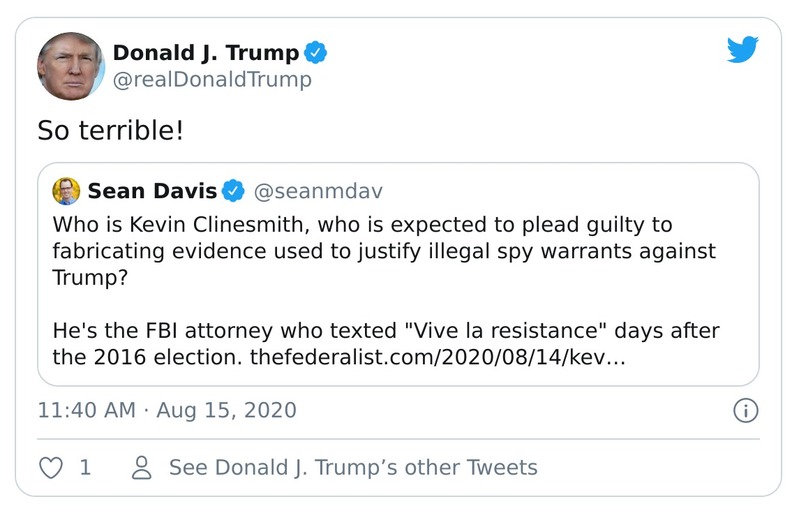 Donald J. Trump
@realDonaldTrump
So terrible!
Sean Davis @seanmdav
Who is Kevin Clinesmith, who is expected to plead guilty to
fabricating evidence used to justify illegal spy warrants against
Trump?
He's the FBI attorney who texted "Vive la resistance" days after
the 2016 election. thefederalist.com/2020/08/14/kev…
11:40 AM · Aug 15, 2020
1 See Donald J. Trump’s other Tweets